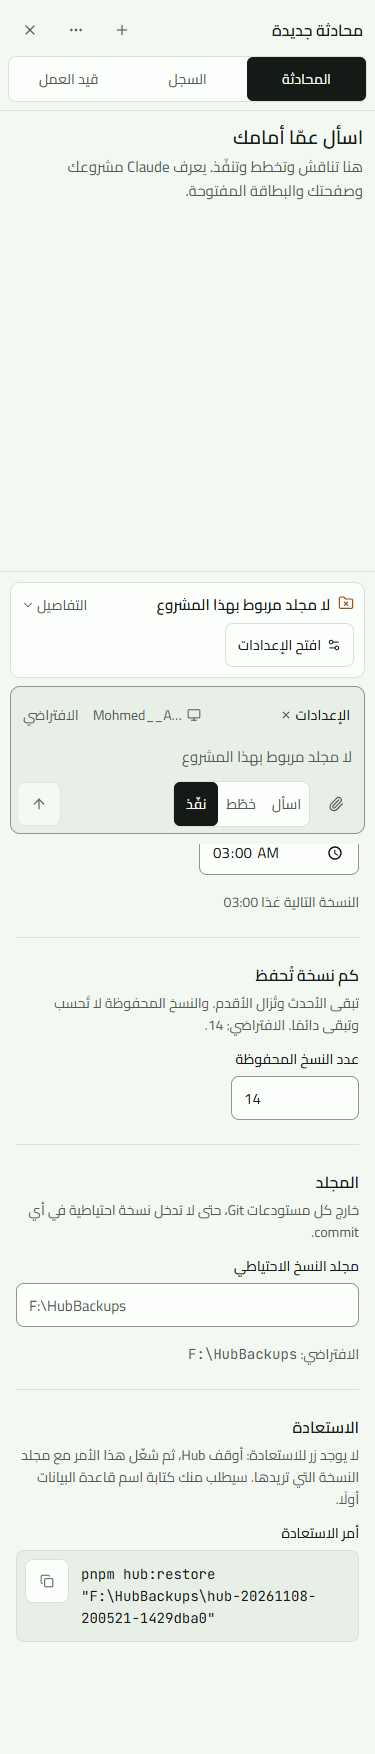 محادثة جديدة
المحادثة
السجل
قيد العمل
اسأل عمّا أمامك
هنا تناقش وتخطط وتنفّذ. يعرف Claude مشروعك
وصفحتك والبطاقة المفتوحة.
لا مجلد مربوط بهذا المشروع
التفاصيل
افتح الإعدادات
الإعدادات ×
Mohmed__A...
الافتراضي
لا مجلد مربوط بهذا المشروع
اسأل
خطّط
نفّذ
03:00 AM
النسخة التالية غدًا 03:00
كم نسخة تُحفظ
تبقى الأحدث وتُزال الأقدم. والنسخ المحفوظة لا تُحسب
وتبقى دائمًا. الافتراضي: 14.
عدد النسخ المحفوظة
14
المجلد
خارج كل مستودعات Git، حتى لا تدخل نسخة احتياطية في أي
commit.
مجلد النسخ الاحتياطي
F:\HubBackups
الافتراضي: F:\HubBackups
الاستعادة
لا يوجد زر للاستعادة: أوقف Hub، ثم شغّل هذا الأمر مع مجلد
النسخة التي تريدها. سيطلب منك كتابة اسم قاعدة البيانات
أولًا.
أمر الاستعادة
pnpm hub:restore
"F:\HubBackups\hub-20261108-
200521-1429dba0"